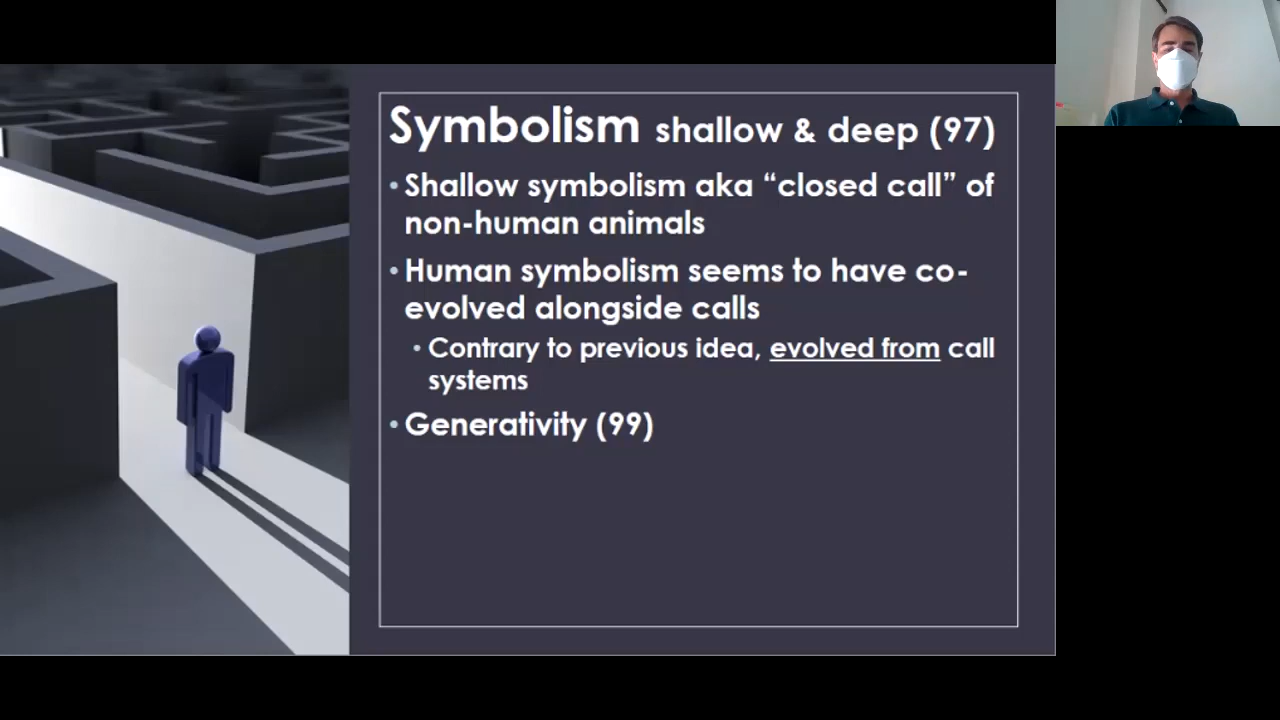 Symbolism shallow & deep (97)
• Shallow symbolism aka “closed call” of
non-human animals
• Human symbolism seems to have co-
evolved alongside calls
• Contrary to previous idea, evolved from call
systems
• Generativity (99)